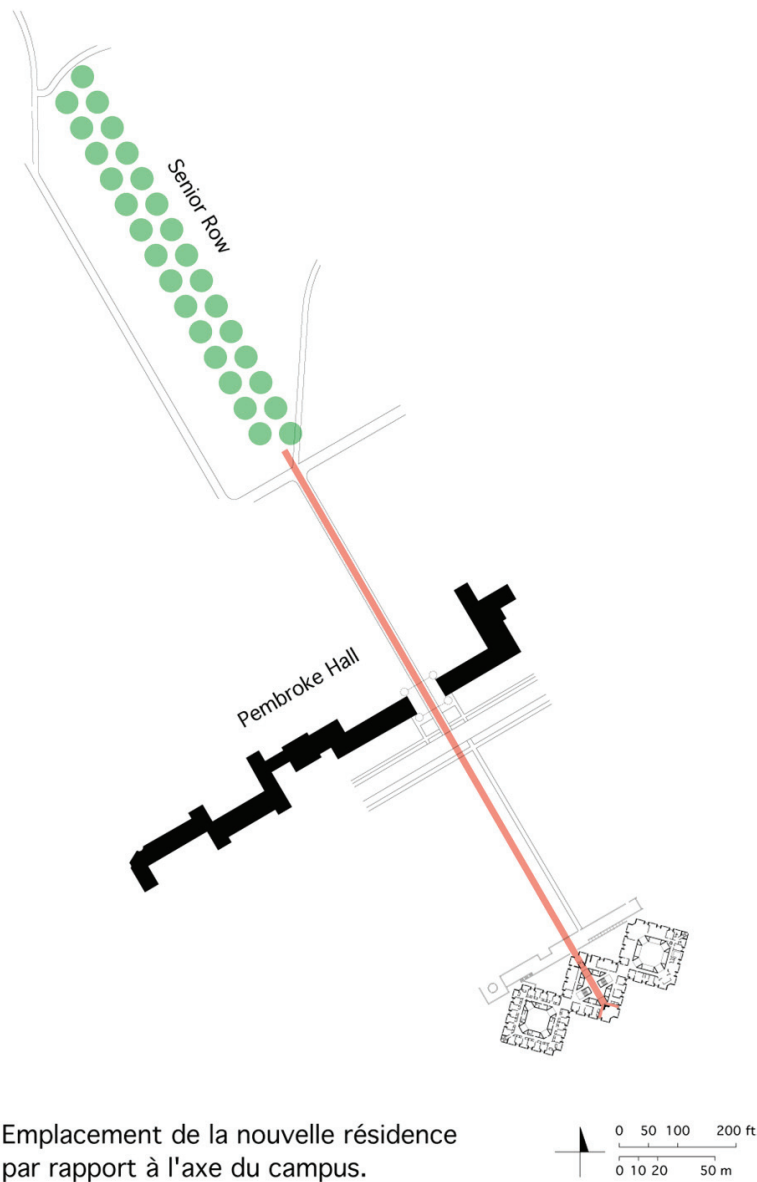 Senior Row
Pembroke Hall
Emplacement de la nouvelle résidence
par rapport à l'axe du campus.
0 50 100 200 ft
0 10 20 50 m